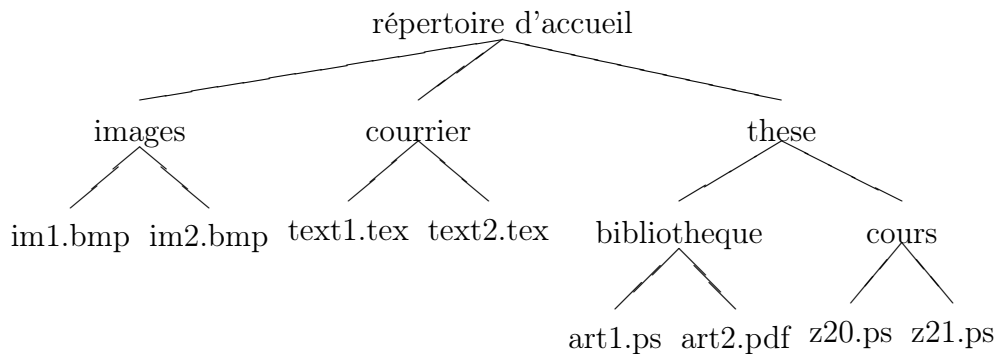 répertoire d'accueil
images courrier these
im1.bmp im2.bmp text1.tex text2.tex bibliotheque cours
art1.ps art2.pdf z20.ps z21.ps